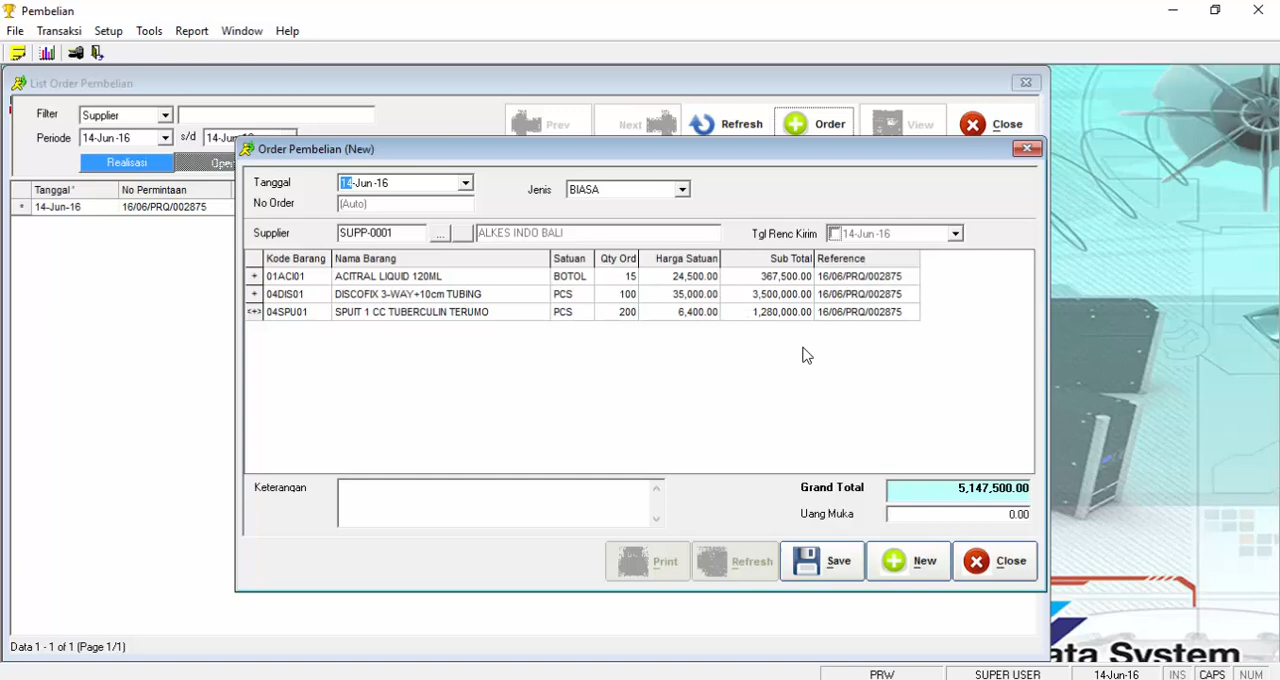 Pembelian
File Transaksi Setup Tools Report Window Help
List Order Pembelian
Filter Supplier
Prev Next Refresh Order View Close
Periode 14-Jun-16 s/d 14-Jun-16
Realisasi
Tanggal No Permintaan
* 14-Jun-16 16/06/PRQ/002875
Order Pembelian (New)
Tanggal 14-Jun-16 Jenis BIASA
No Order (Auto)
Supplier SUPP-0001 ... ALKES INDO BALI Tgl Renc Kirim 14-Jun-16
Kode Barang Nama Barang Satuan Qty Ord Harga Satuan Sub Total Reference
+ 01ACI01 ACITRAL LIQUID 120ML BOTOL 15 24,500.00 367,500.00 16/06/PRQ/002875
+ 04DIS01 DISCOFIX 3-WAY+10cm TUBING PCS 100 35,000.00 3,500,000.00 16/06/PRQ/002875
<+> 04SPU01 SPUIT 1 CC TUBERCULIN TERUMO PCS 200 6,400.00 1,280,000.00 16/06/PRQ/002875
Keterangan Grand Total 5,147,500.00
Uang Muka 0.00
Print Refresh Save New Close
Data 1 - 1 of 1 (Page 1/1)
ata System
PRW SUPER USER 14-Jun-16 INS CAPS NUM